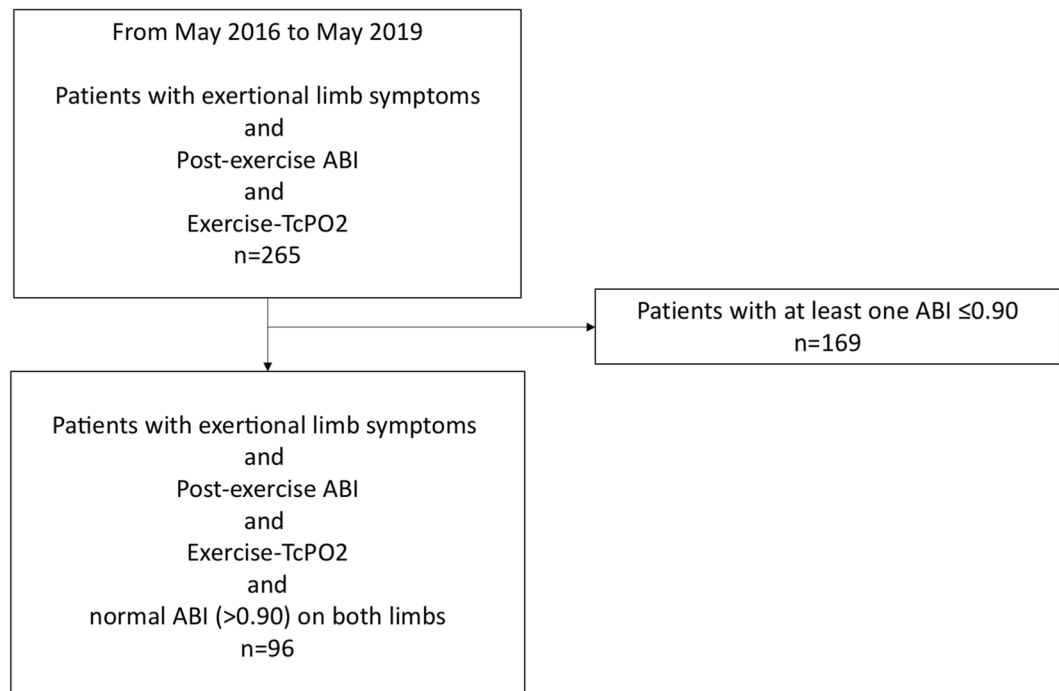 From May 2016 to May 2019
Patients with exertional limb symptoms
and
Post-exercise ABI
and
Exercise-TcPO2
n=265
Patients with at least one ABI ≤0.90
n=169
Patients with exertional limb symptoms
and
Post-exercise ABI
and
Exercise-TcPO2
and
normal ABI (>0.90) on both limbs
n=96